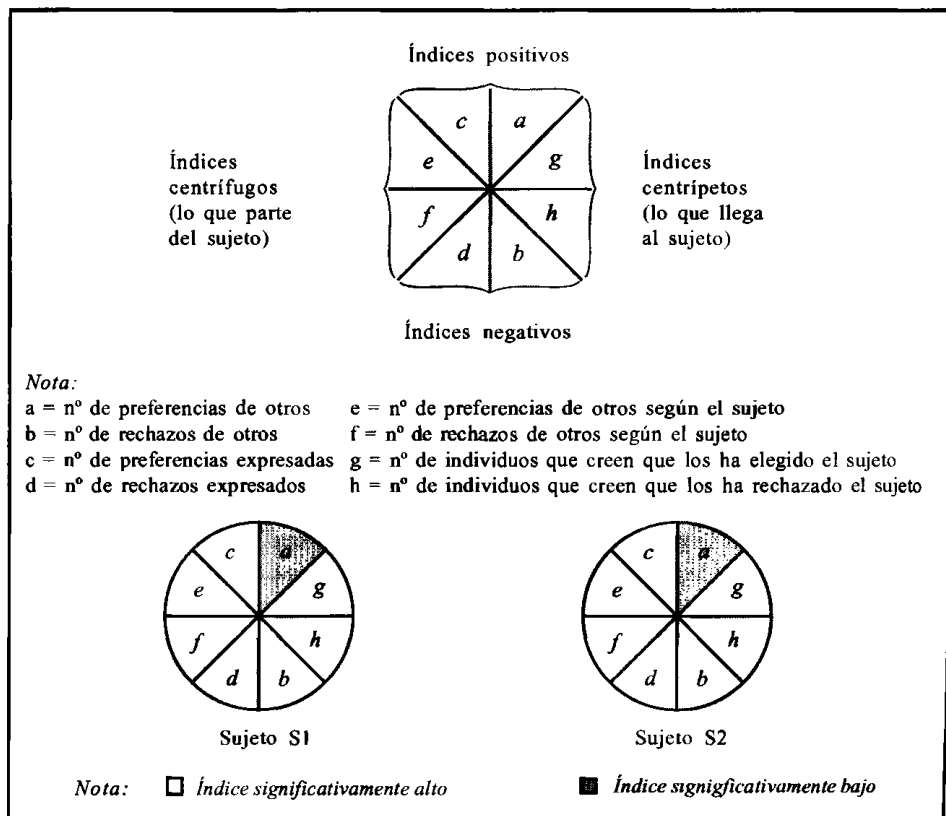 Índices positivos
c a
e g
f h
d b
Índices
centrífugos
(lo que parte
del sujeto)
Índices
centrípetos
(lo que llega
al sujeto)
Índices negativos
Nota:
a = nº de preferencias de otros e = nº de preferencias de otros según el sujeto
b = nº de rechazos de otros f = nº de rechazos de otros según el sujeto
c = nº de preferencias expresadas g = nº de individuos que creen que los ha elegido el sujeto
d = nº de rechazos expresados h = nº de individuos que creen que los ha rechazado el sujeto
c a
e g
f h
d b
Sujeto S1
c a
e g
f h
d b
Sujeto S2
Nota: Índice significativamente alto Índice signigficativamente bajo